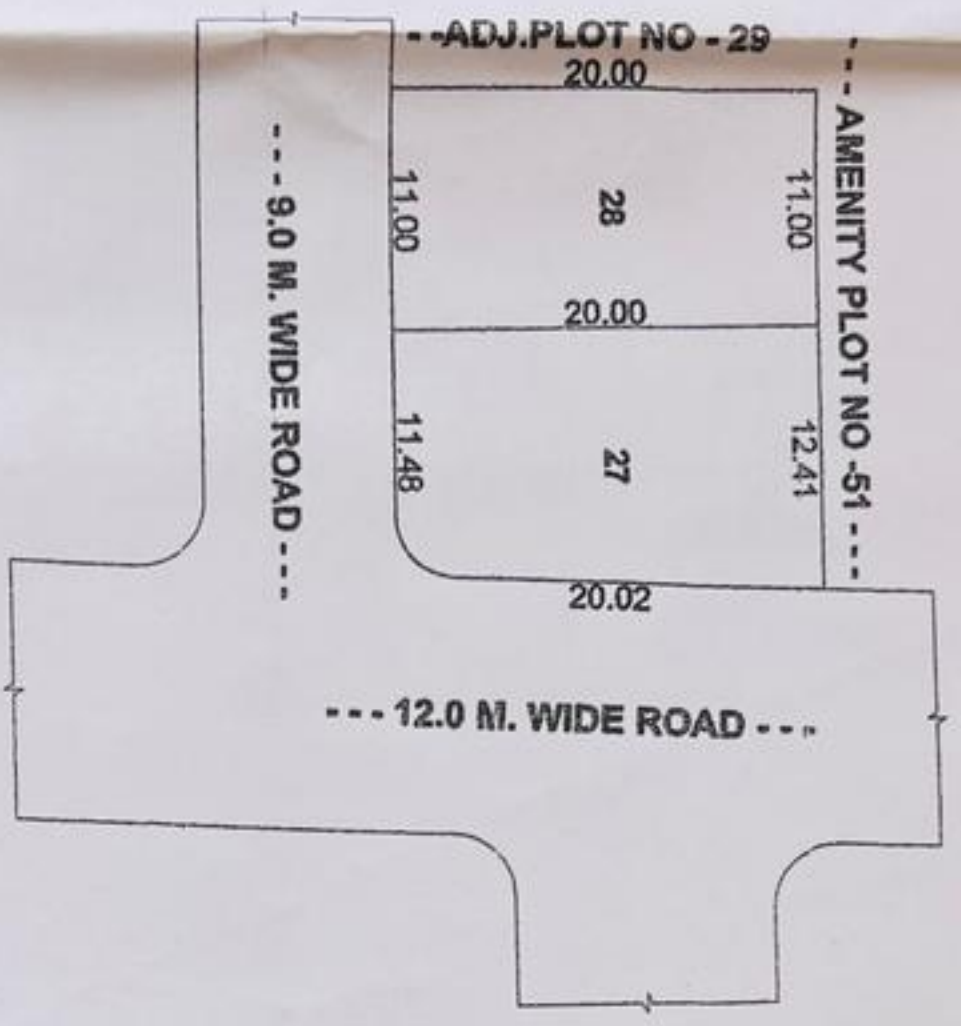 - -ADJ.PLOT NO - 29
20.00
- - - AMENITY PLOT NO -51 - - -
- - - 9.0 M. WIDE ROAD - - -
11.00
28
11.00
20.00
11.48
27
12.41
20.02
- - - 12.0 M. WIDE ROAD - - -